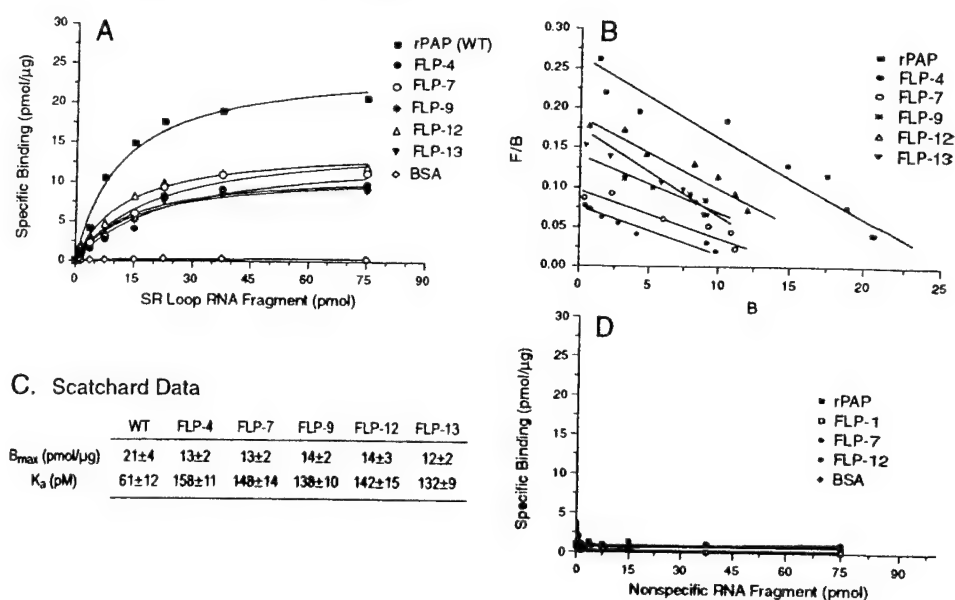 A
30
25
20
15
10
5
0
Specific Binding (pmol/µg)
0 15 30 45 60 75 90
SR Loop RNA Fragment (pmol)
rPAP (WT)
FLP-4
FLP-7
FLP-9
FLP-12
FLP-13
BSA
B
0.30
0.25
0.20
0.15
0.10
0.05
0.00
F/B
0 5 10 15 20 25
B
rPAP
FLP-4
FLP-7
FLP-9
FLP-12
FLP-13
C. Scatchard Data
WT FLP-4 FLP-7 FLP-9 FLP-12 FLP-13
Bmax (pmol/µg) 21±4 13±2 13±2 14±2 14±3 12±2
Ka (pM) 61±12 158±11 148±14 138±10 142±15 132±9
D
30
25
20
15
10
5
0
Specific Binding (pmol/µg)
0 15 30 45 60 75 90
Nonspecific RNA Fragment (pmol)
rPAP
FLP-1
FLP-7
FLP-12
BSA